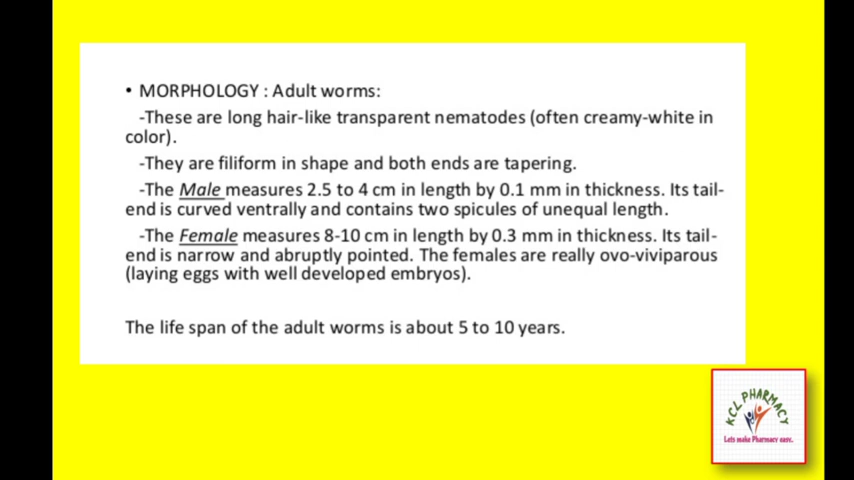 • MORPHOLOGY : Adult worms:
-These are long hair-like transparent nematodes (often creamy-white in
color).
-They are filiform in shape and both ends are tapering.
-The Male measures 2.5 to 4 cm in length by 0.1 mm in thickness. Its tail-
end is curved ventrally and contains two spicules of unequal length.
-The Female measures 8-10 cm in length by 0.3 mm in thickness. Its tail-
end is narrow and abruptly pointed. The females are really ovo-viviparous
(laying eggs with well developed embryos).
The life span of the adult worms is about 5 to 10 years.
KCL PHARMACY
Lets make Pharmacy easy.